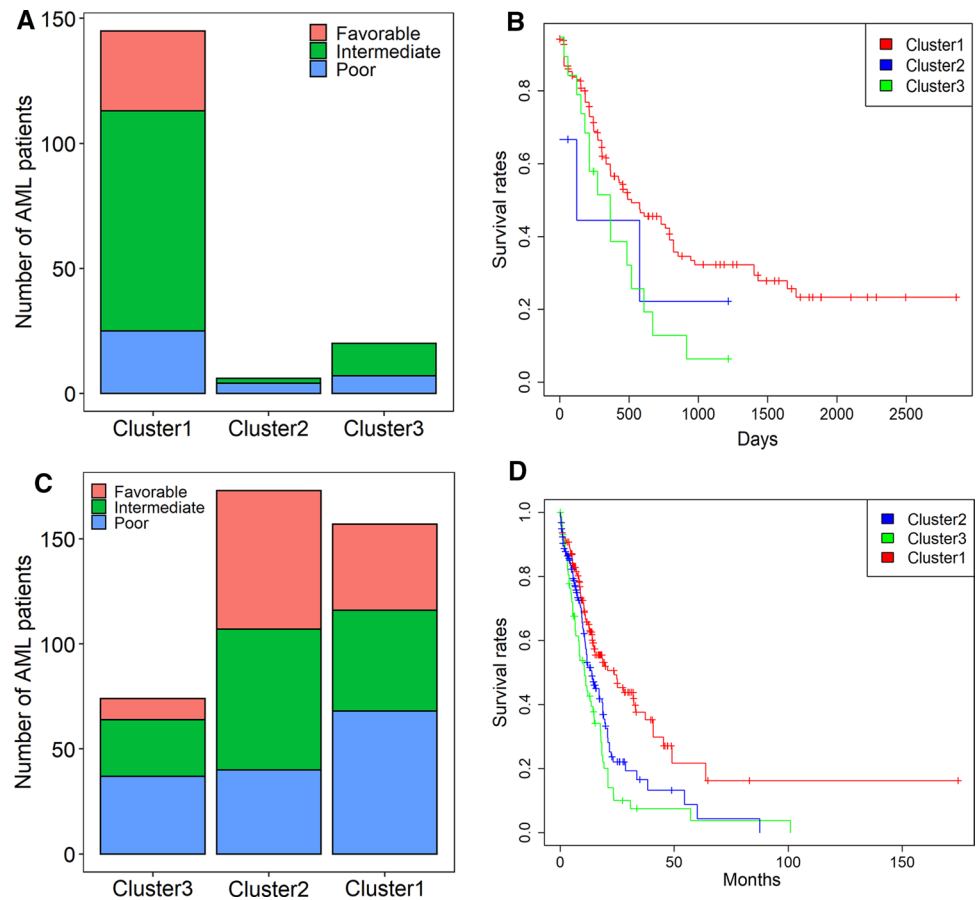 A
Number of AML patients
150
100
50
0
Favorable
Intermediate
Poor
Cluster1 Cluster2 Cluster3
B
Survival rates
0.8
0.6
0.4
0.2
0.0
Cluster1
Cluster2
Cluster3
0 500 1000 1500 2000 2500
Days
C
Number of AML patients
150
100
50
0
Favorable
Intermediate
Poor
Cluster3 Cluster2 Cluster1
D
Survival rates
1.0
0.8
0.6
0.4
0.2
0.0
Cluster2
Cluster3
Cluster1
0 50 100 150
Months